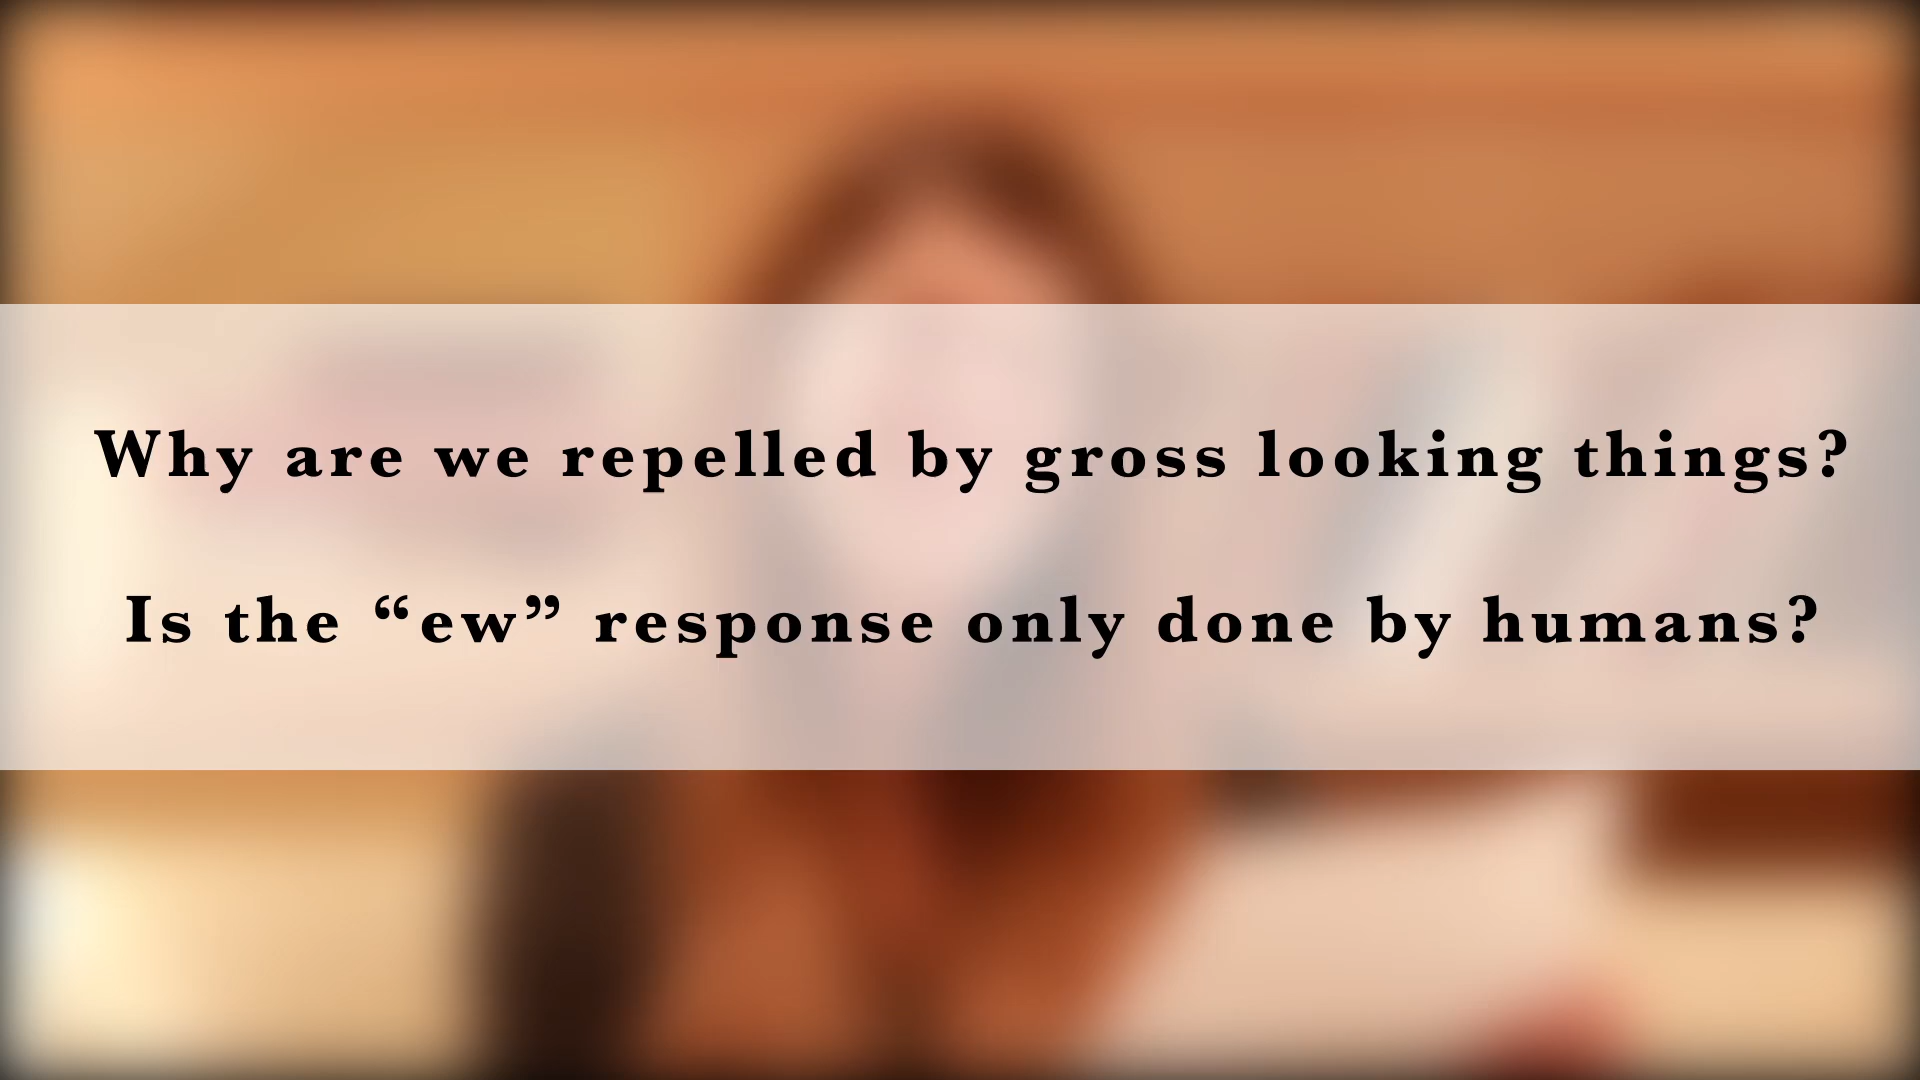 Why are we repelled by gross looking things?
Is the “ew” response only done by humans?